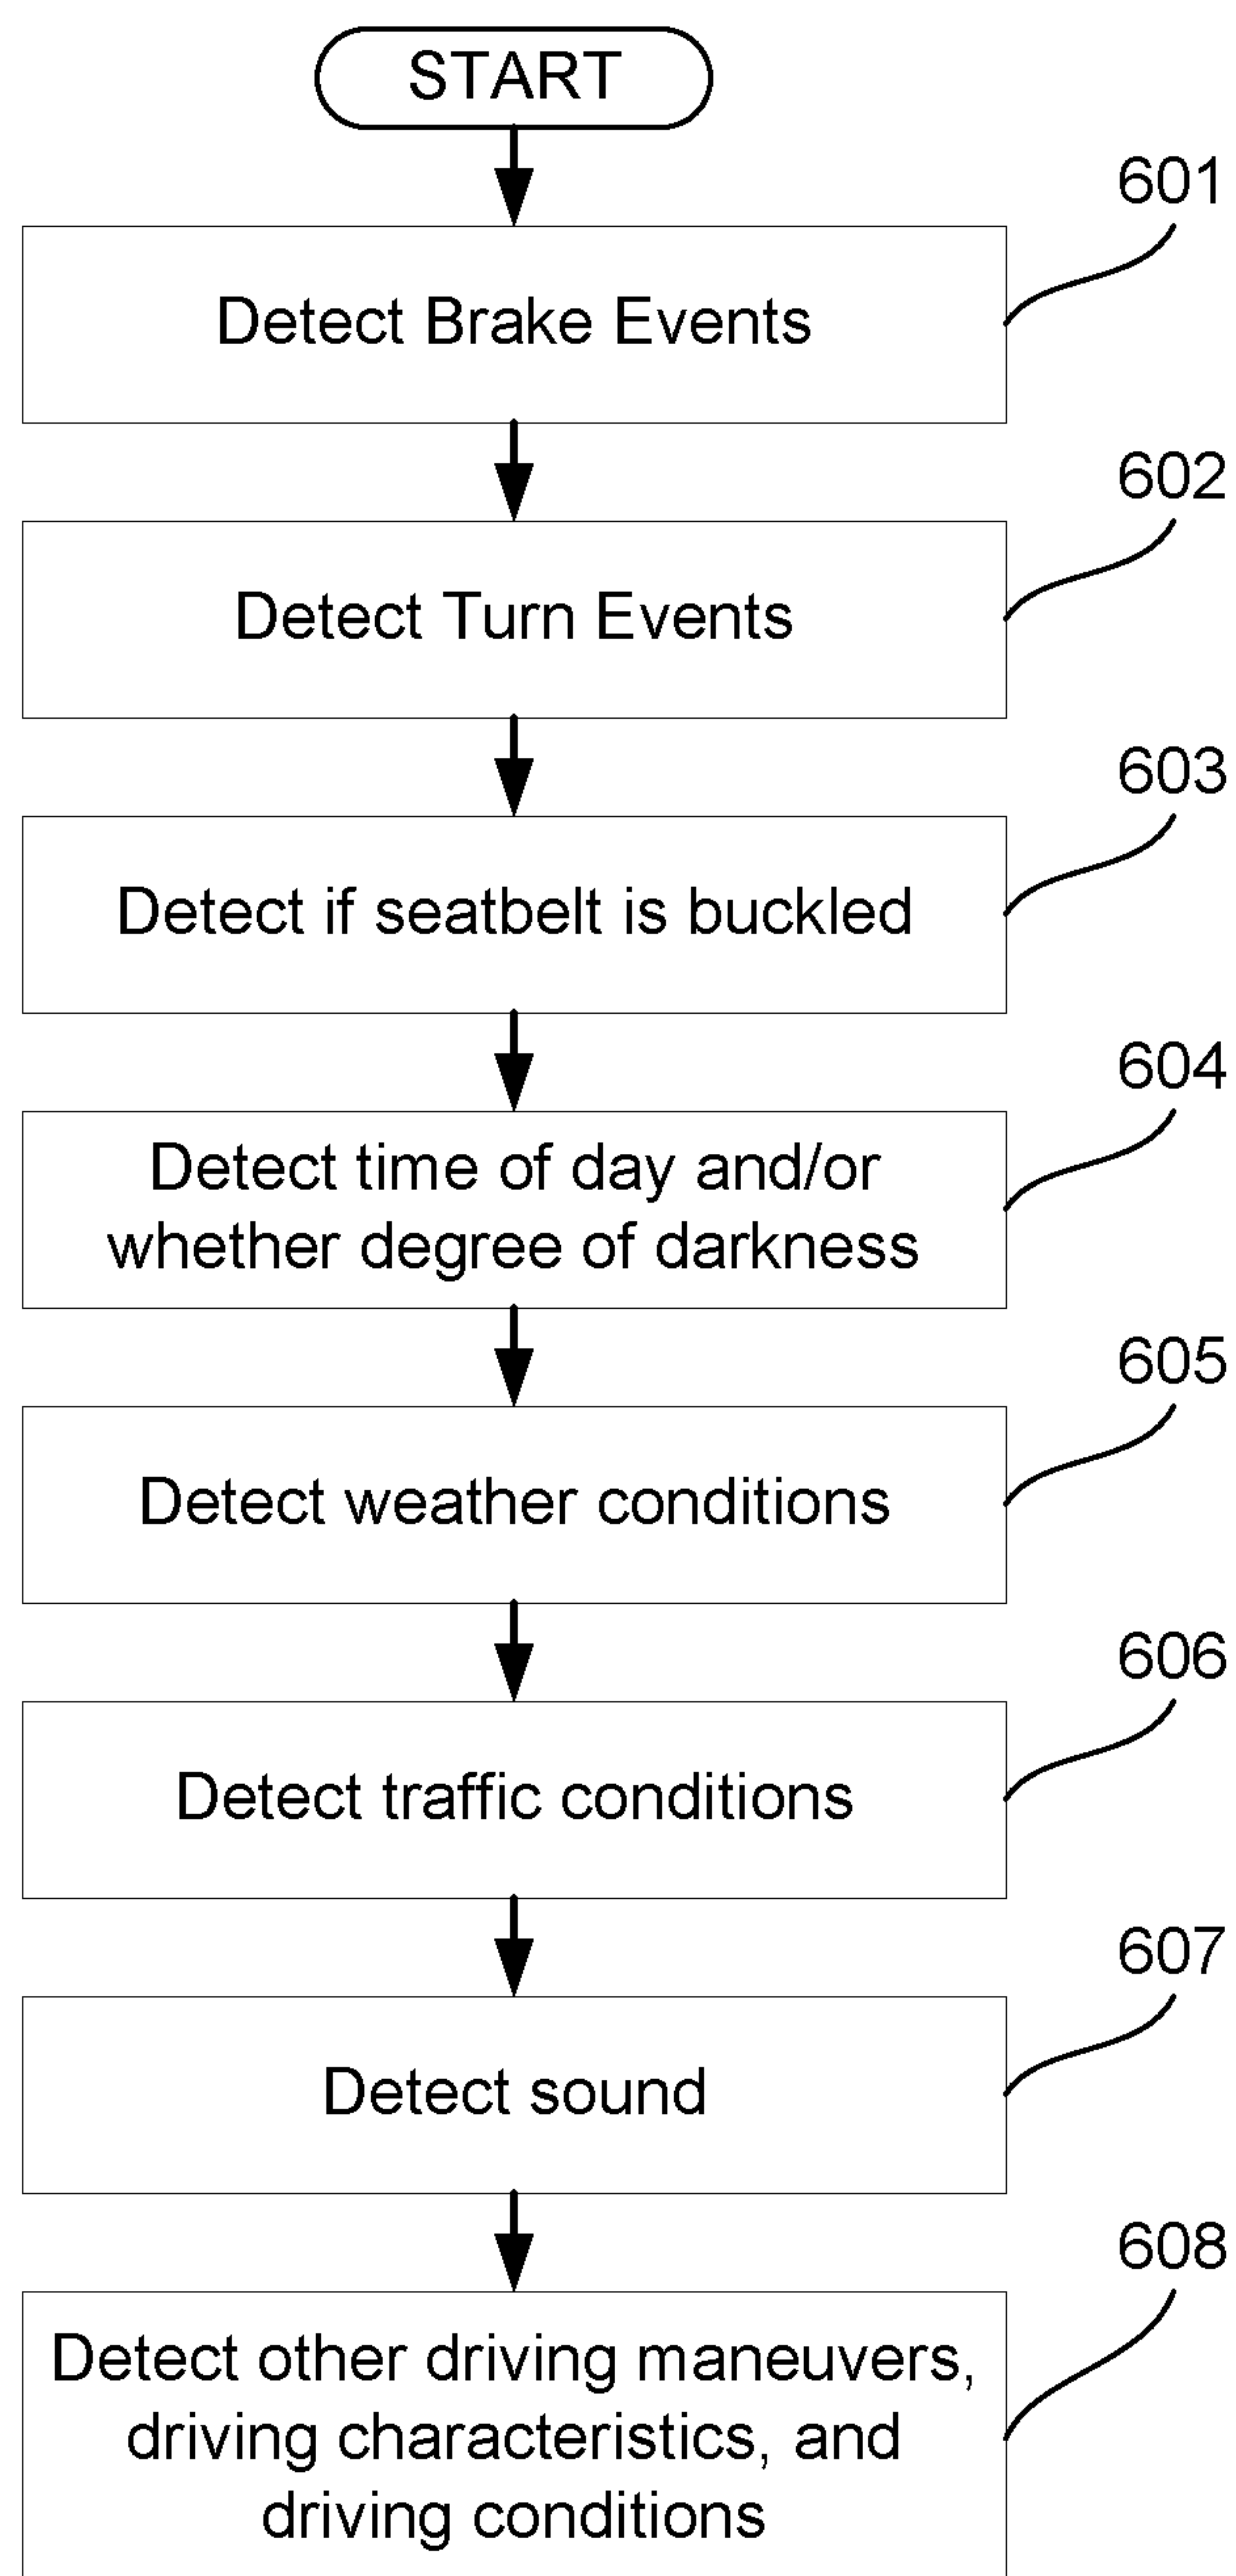 START
601
Detect Brake Events
602
Detect Turn Events
603
Detect if seatbelt is buckled
604
Detect time of day and/or
whether degree of darkness
605
Detect weather conditions
606
Detect traffic conditions
607
Detect sound
608
Detect other driving maneuvers,
driving characteristics, and
driving conditions